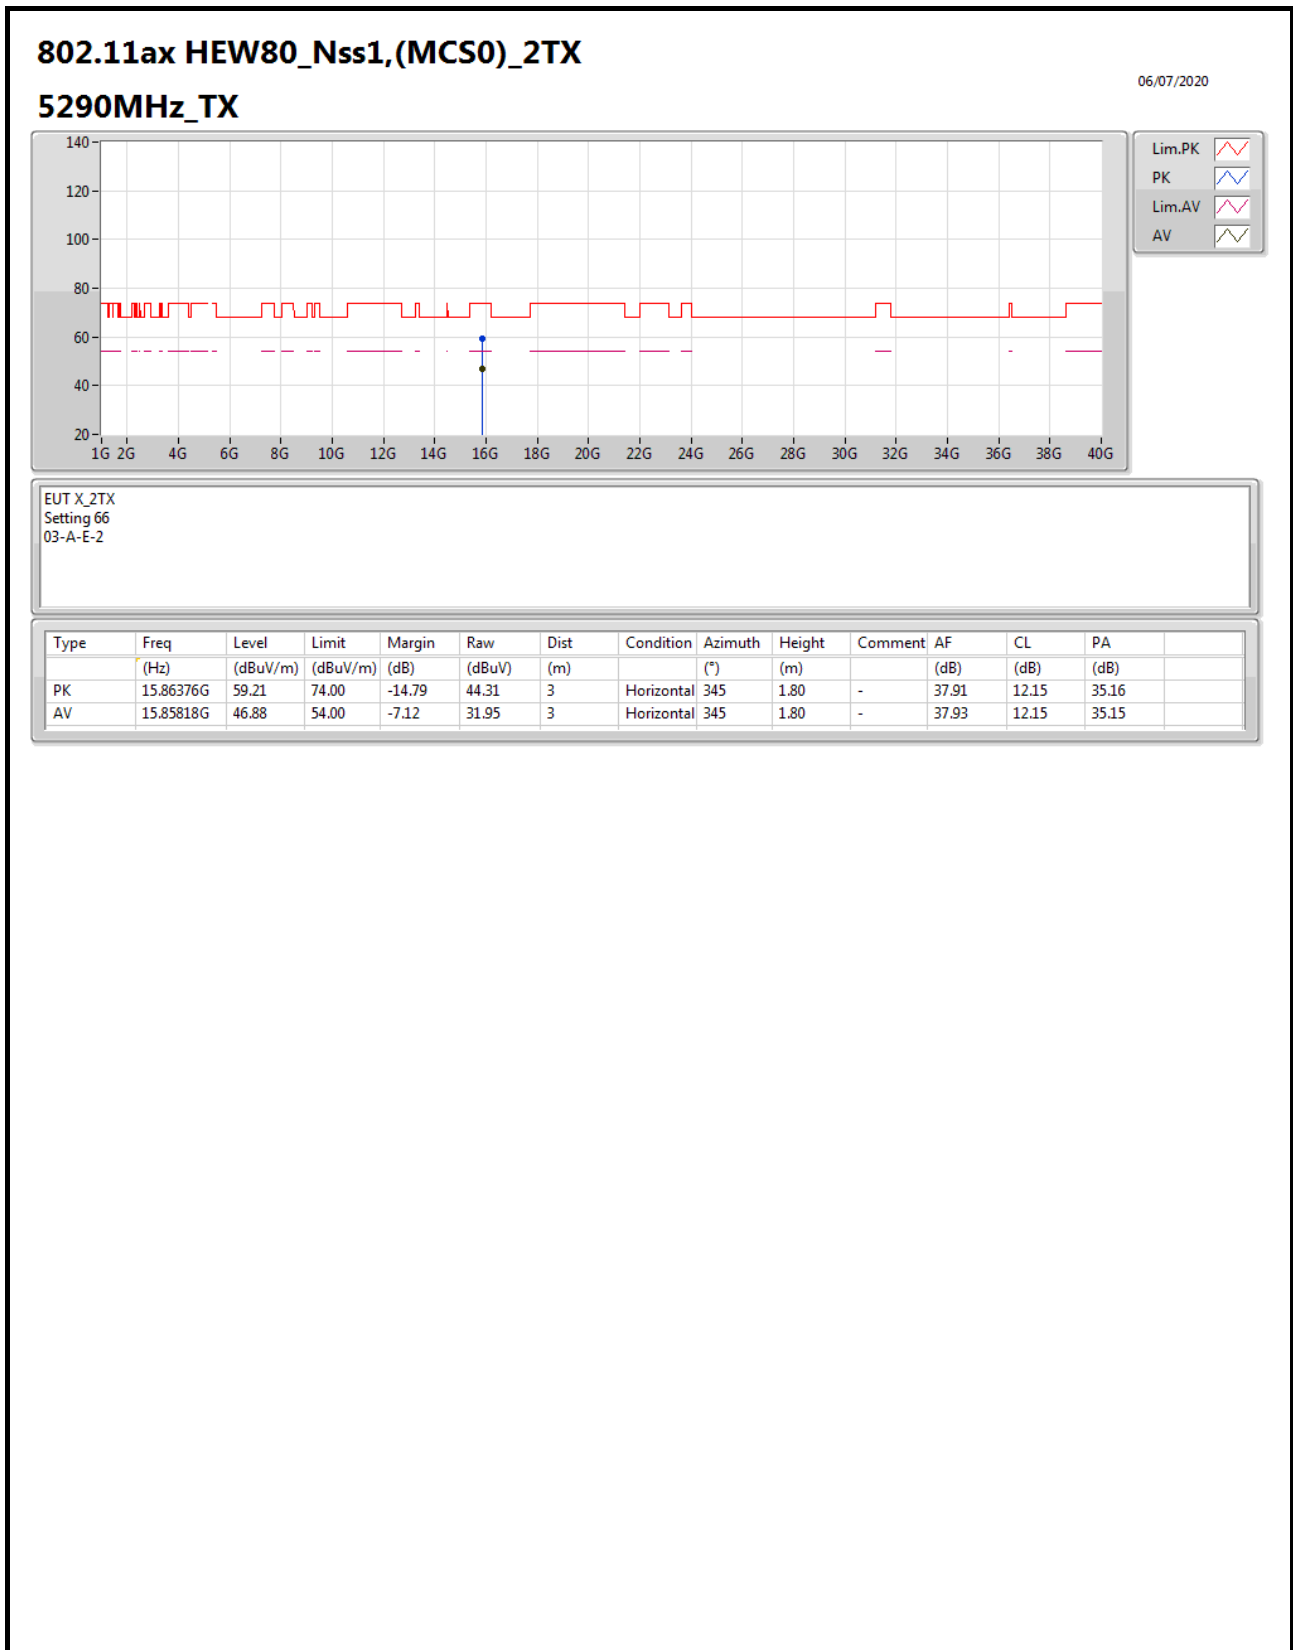 802.11ax HEW80_Nss1,(MCS0)_2TX
06/07/2020
5290MHz_TX
140
120
100
80
60
40
20
1G 2G 4G 6G 8G 10G 12G 14G 16G 18G 20G 22G 24G 26G 28G 30G 32G 34G 36G 38G 40G
Lim.PK
PK
Lim.AV
AV
EUT X_2TX
Setting 66
03-A-E-2
Type Freq Level Limit Margin Raw Dist Condition Azimuth Height Comment AF CL PA
(Hz) (dBuV/m) (dBuV/m) (dB) (dBuV) (m) (°) (m) (dB) (dB) (dB)
PK 15.86376G 59.21 74.00 -14.79 44.31 3 Horizontal 345 1.80 - 37.91 12.15 35.16
AV 15.85818G 46.88 54.00 -7.12 31.95 3 Horizontal 345 1.80 - 37.93 12.15 35.15